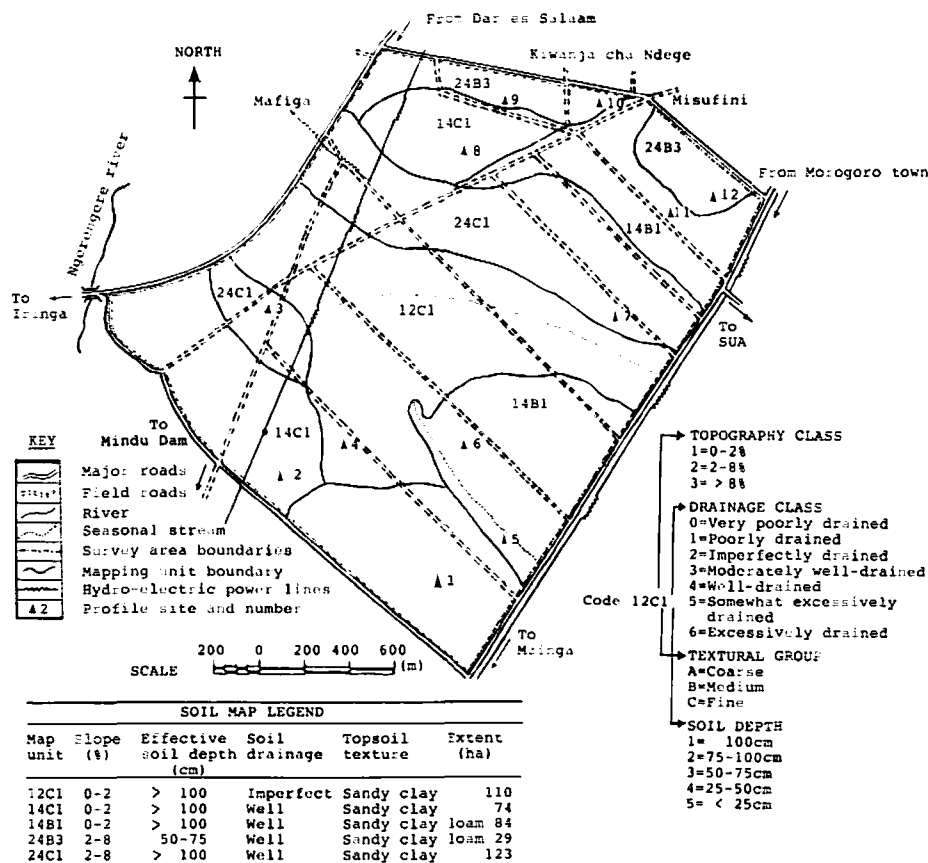 From Dar es Salaam
NORTH
Kiwanja cha Ndege
Mafiga
Misufini
24B3
9
10
14C1
8
24B3
From Morogoro town
12
11
Ngerengere river
24C1
14B1
To
Iringa
24C1
3
12C1
7
To
SUA
14B1
To
Mindu Dam
14C1
4
6
2
5
1
To
Mzinga
KEY
Major roads
Field roads
River
Seasonal stream
Survey area boundaries
Mapping unit boundary
Hydro-electric power lines
2 Profile site and number
SCALE 200 0 200 400 600 (m)
Code 12C1
TOPOGRAPHY CLASS
1=0-2%
2=2-8%
3= > 8%
DRAINAGE CLASS
0=Very poorly drained
1=Poorly drained
2=Imperfectly drained
3=Moderately well-drained
4=Well-drained
5=Somewhat excessively
drained
6=Excessively drained
TEXTURAL GROUP
A=Coarse
B=Medium
C=Fine
SOIL DEPTH
1= 100cm
2=75-100cm
3=50-75cm
4=25-50cm
5= < 25cm
SOIL MAP LEGEND
Map Slope Effective Soil Topsoil Extent
unit (%) soil depth drainage texture (ha)
(cm)
12C1 0-2 > 100 Imperfect Sandy clay 110
14C1 0-2 > 100 Well Sandy clay 74
14B1 0-2 > 100 Well Sandy clay loam 84
24B3 2-8 50-75 Well Sandy clay loam 29
24C1 2-8 > 100 Well Sandy clay 123